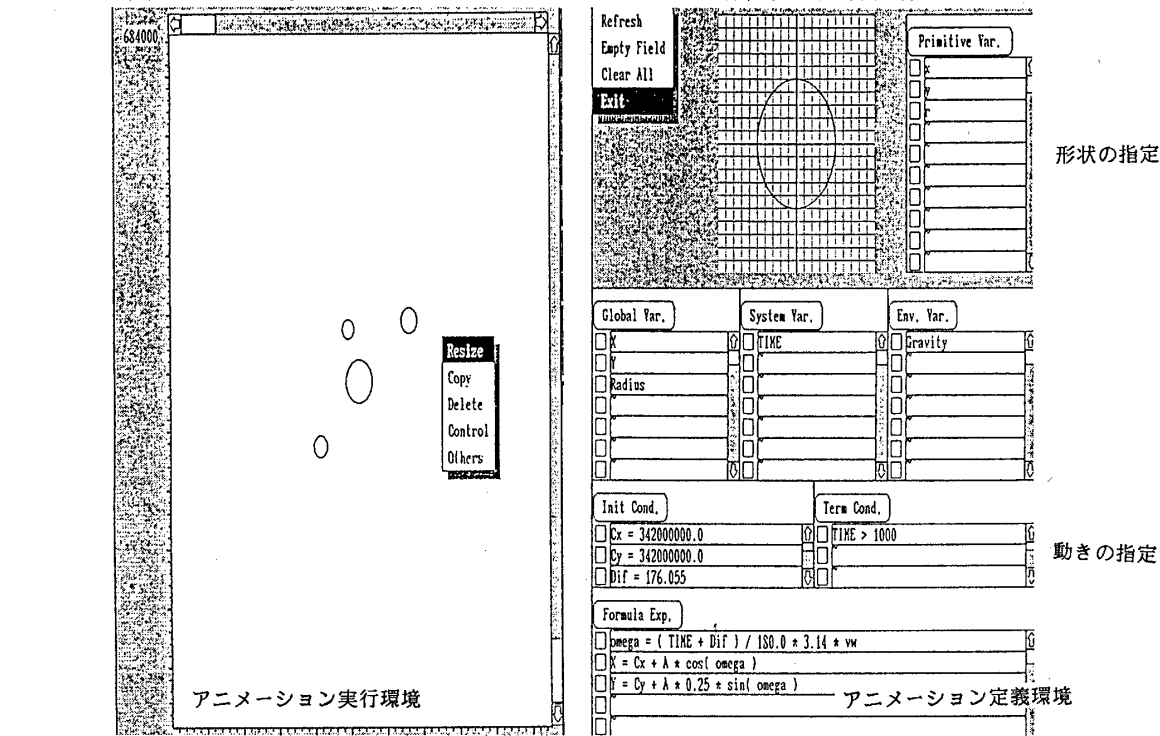 684000
Resize
Copy
Delete
Control
Others
アニメーション実行環境
Refresh
Empty Field
Clear All
Exit
Primitive Var.
x
y
r
形状の指定
Global Var.
X
Y
Radius
System Var.
TIME
Env. Var.
Gravity
Init Cond.
Cx = 342000000.0
Cy = 342000000.0
Dif = 176.055
Term Cond.
TIME > 1000
動きの指定
Formula Exp.
omega = ( TIME + Dif ) / 180.0 * 3.14 * vw
X = Cx + A * cos( omega )
Y = Cy + A * 0.25 * sin( omega )
アニメーション定義環境